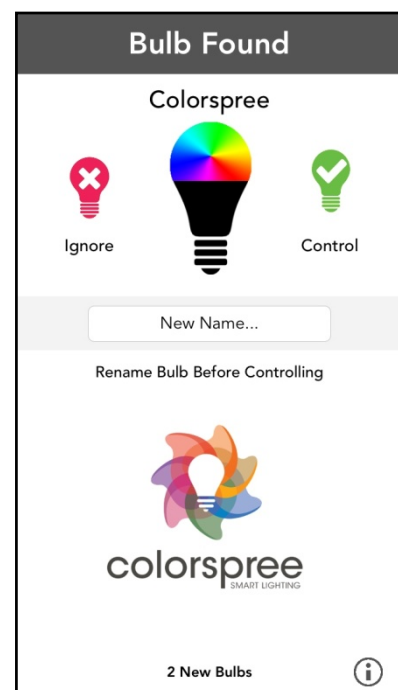 Bulb Found
Colorspree
Ignore
Control
New Name...
Rename Bulb Before Controlling
colorspree
SMART LIGHTING
2 New Bulbs
i